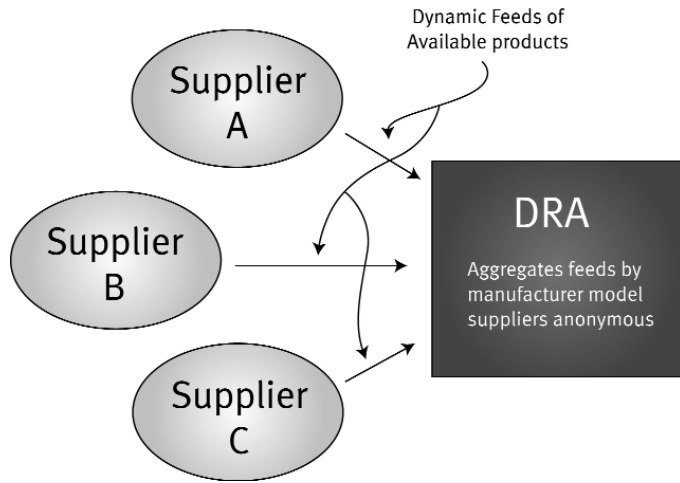 Dynamic Feeds of
Available products
Supplier
A
Supplier
B
Supplier
C
DRA
Aggregates feeds by
manufacturer model
suppliers anonymous